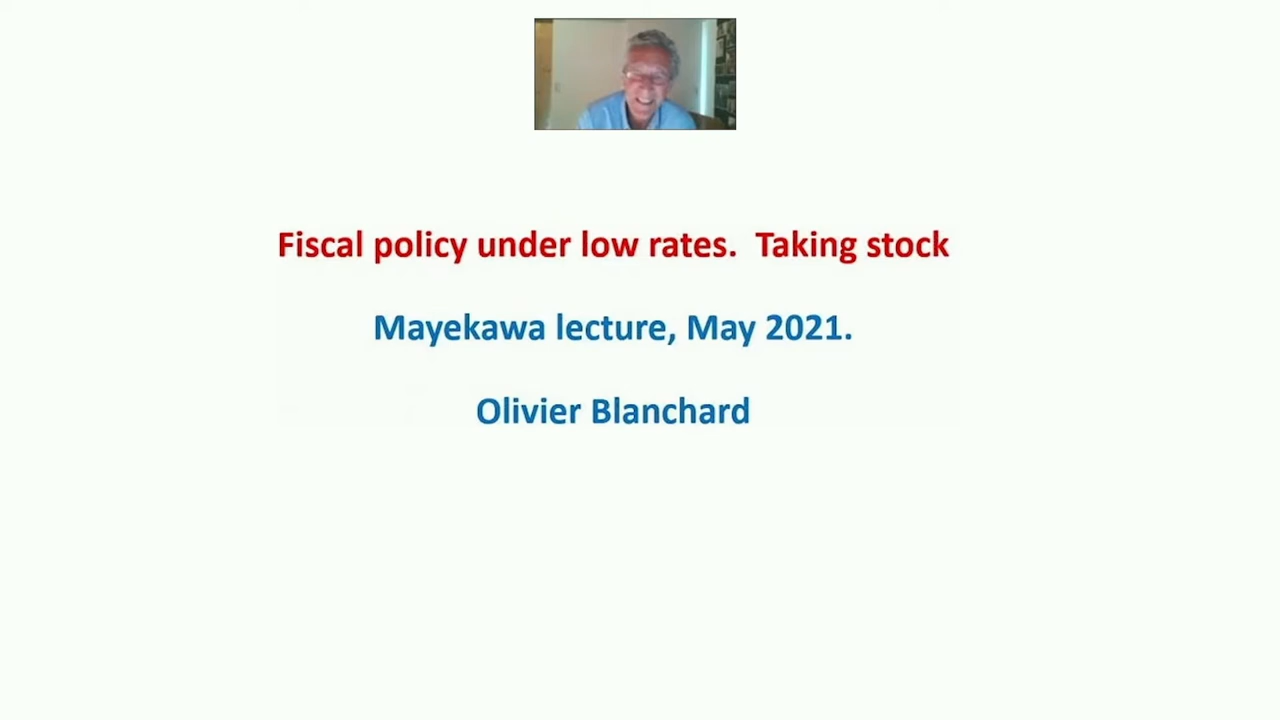 Fiscal policy under low rates.  Taking stock
Mayekawa lecture, May 2021.
Olivier Blanchard